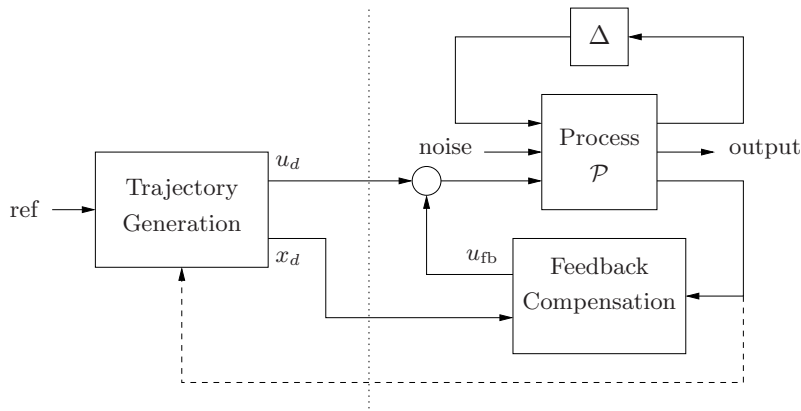 Δ
noise
Process
P
output
ref
Trajectory
Generation
u_d
x_d
u_fb
Feedback
Compensation